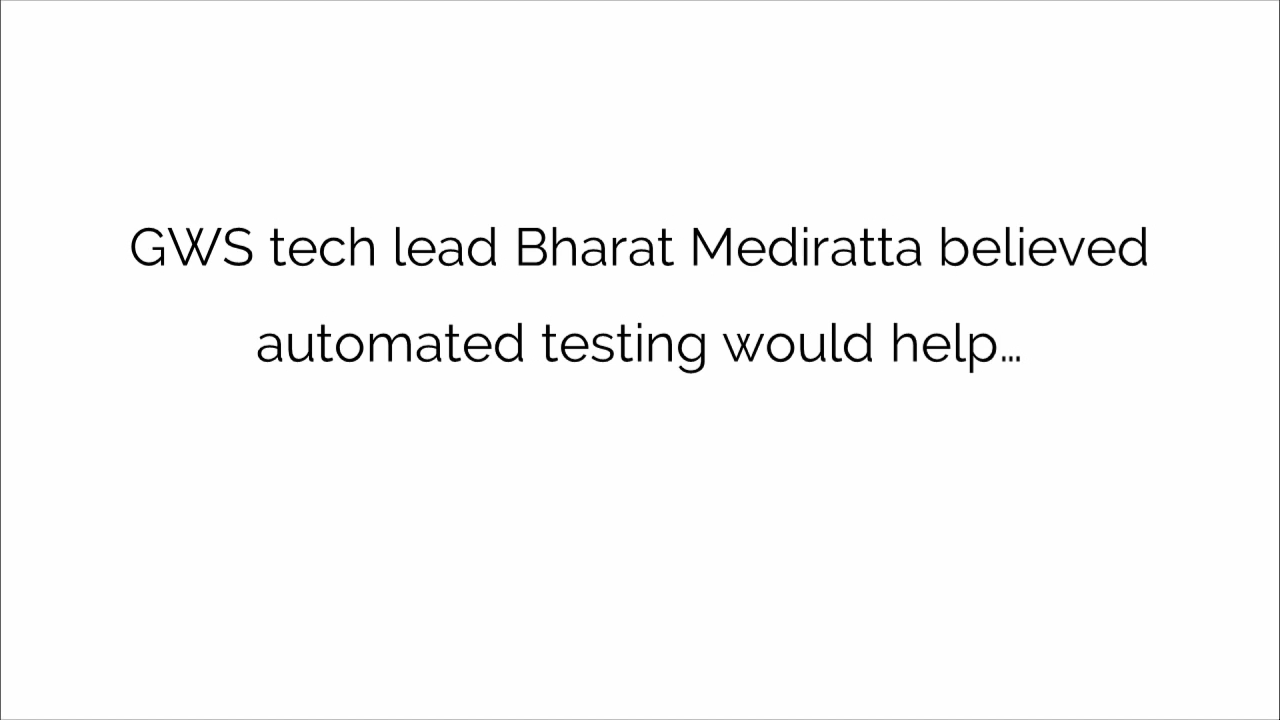 GWS tech lead Bharat Mediratta believed
automated testing would help…